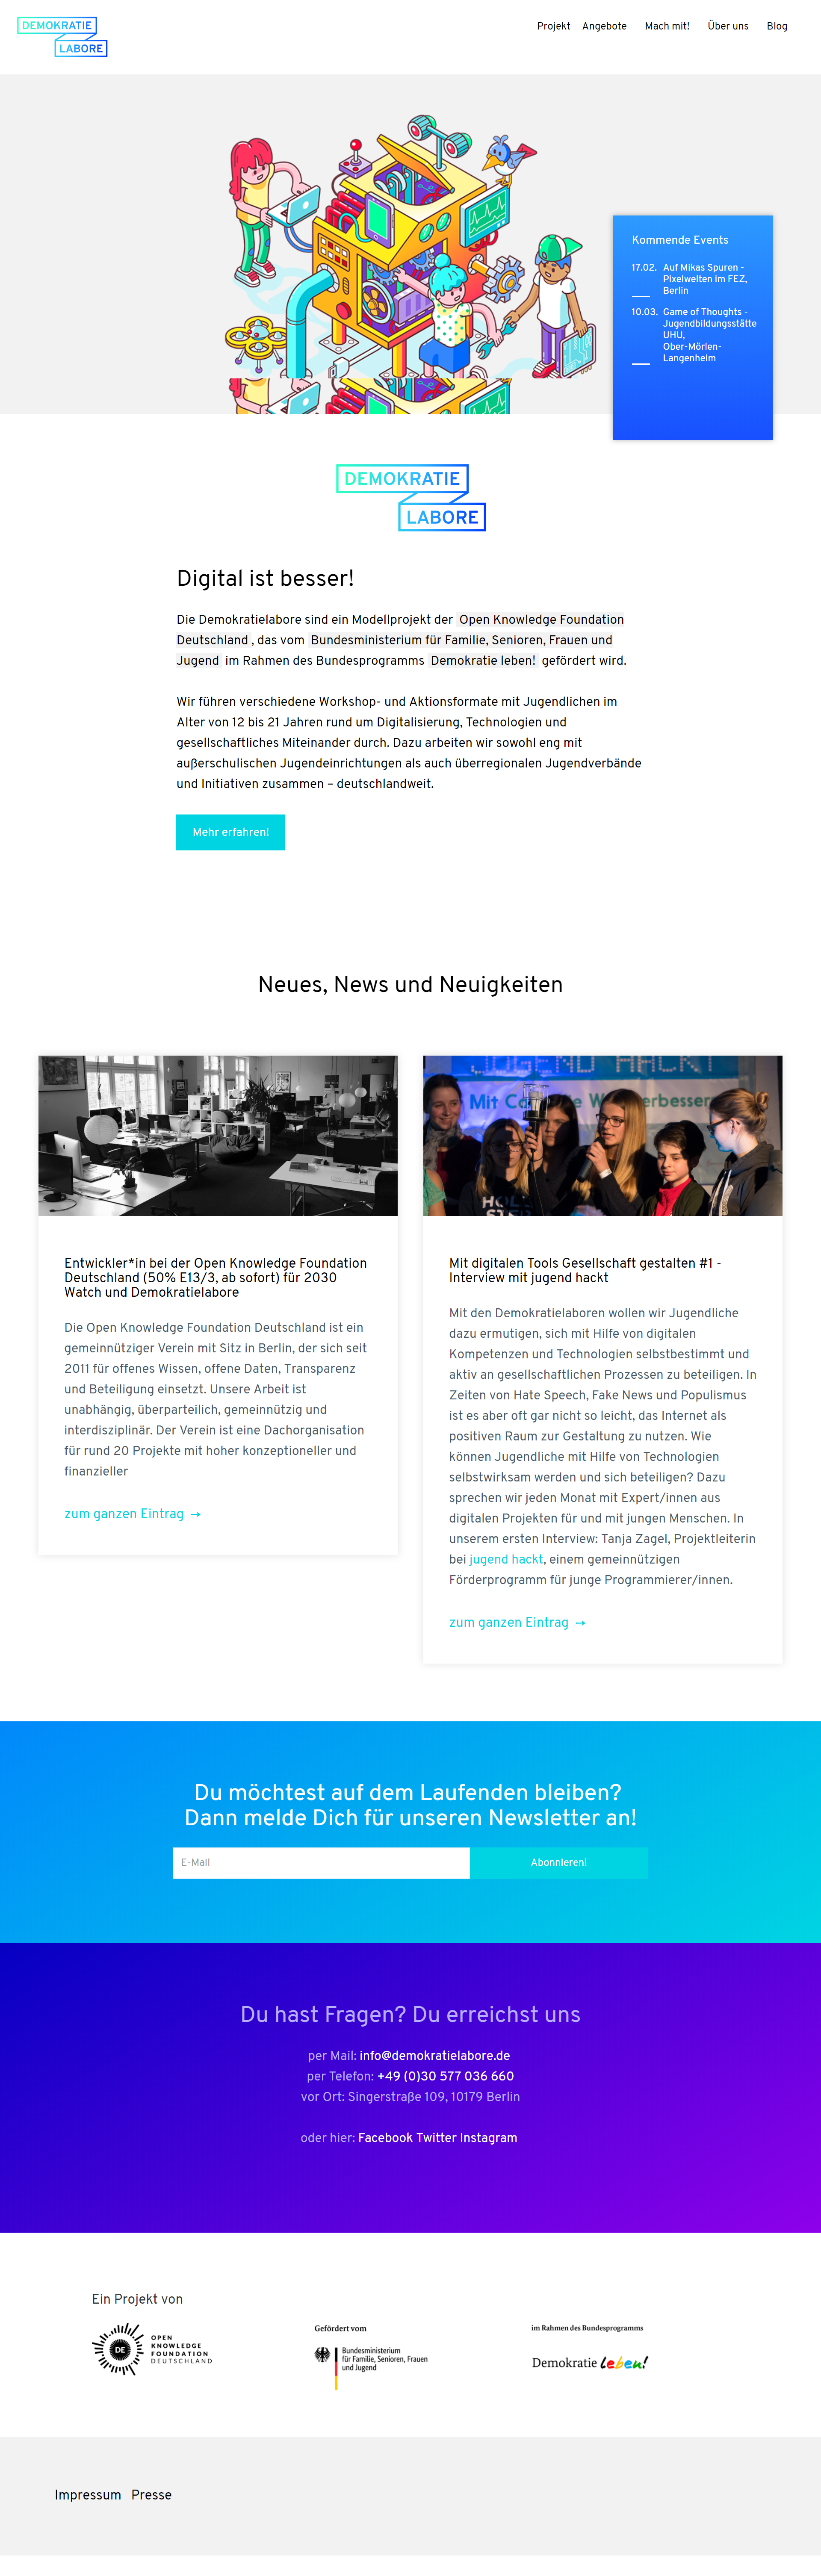 DEMOKRATIE
LABORE
Projekt Angebote Mach mit! Über uns Blog
Kommende Events
17.02. Auf Mikas Spuren -
Pixelwelten im FEZ,
Berlin
10.03. Game of Thoughts -
Jugendbildungsstätte
UHU,
Ober-Mörlen-
Langenheim
DEMOKRATIE
LABORE
Digital ist besser!
Die Demokratielabore sind ein Modellprojekt der Open Knowledge Foundation
Deutschland , das vom Bundesministerium für Familie, Senioren, Frauen und
Jugend im Rahmen des Bundesprogramms Demokratie leben! gefördert wird.
Wir führen verschiedene Workshop- und Aktionsformate mit Jugendlichen im
Alter von 12 bis 21 Jahren rund um Digitalisierung, Technologien und
gesellschaftliches Miteinander durch. Dazu arbeiten wir sowohl eng mit
außerschulischen Jugendeinrichtungen als auch überregionalen Jugendverbände
und Initiativen zusammen – deutschlandweit.
Mehr erfahren!
Neues, News und Neuigkeiten
Entwickler*in bei der Open Knowledge Foundation
Deutschland (50% E13/3, ab sofort) für 2030
Watch und Demokratielabore
Die Open Knowledge Foundation Deutschland ist ein
gemeinnütziger Verein mit Sitz in Berlin, der sich seit
2011 für offenes Wissen, offene Daten, Transparenz
und Beteiligung einsetzt. Unsere Arbeit ist
unabhängig, überparteilich, gemeinnützig und
interdisziplinär. Der Verein ist eine Dachorganisation
für rund 20 Projekte mit hoher konzeptioneller und
finanzieller
zum ganzen Eintrag →
JUGEND HACKT
Mit Code die Welt verbessern
Mit digitalen Tools Gesellschaft gestalten #1 -
Interview mit jugend hackt
Mit den Demokratielaboren wollen wir Jugendliche
dazu ermutigen, sich mit Hilfe von digitalen
Kompetenzen und Technologien selbstbestimmt und
aktiv an gesellschaftlichen Prozessen zu beteiligen. In
Zeiten von Hate Speech, Fake News und Populismus
ist es aber oft gar nicht so leicht, das Internet als
positiven Raum zur Gestaltung zu nutzen. Wie
können Jugendliche mit Hilfe von Technologien
selbstwirksam werden und sich beteiligen? Dazu
sprechen wir jeden Monat mit Expert/innen aus
digitalen Projekten für und mit jungen Menschen. In
unserem ersten Interview: Tanja Zagel, Projektleiterin
bei jugend hackt, einem gemeinnützigen
Förderprogramm für junge Programmierer/innen.
zum ganzen Eintrag →
Du möchtest auf dem Laufenden bleiben?
Dann melde Dich für unseren Newsletter an!
E-Mail
Abonnieren!
Du hast Fragen? Du erreichst uns
per Mail: info@demokratielabore.de
per Telefon: +49 (0)30 577 036 660
vor Ort: Singerstraße 109, 10179 Berlin
oder hier: Facebook Twitter Instagram
Ein Projekt von
DE
OPEN
KNOWLEDGE
FOUNDATION
DEUTSCHLAND
Gefördert vom
Bundesministerium
für Familie, Senioren, Frauen
und Jugend
im Rahmen des Bundesprogramms
Demokratie leben!
Impressum Presse